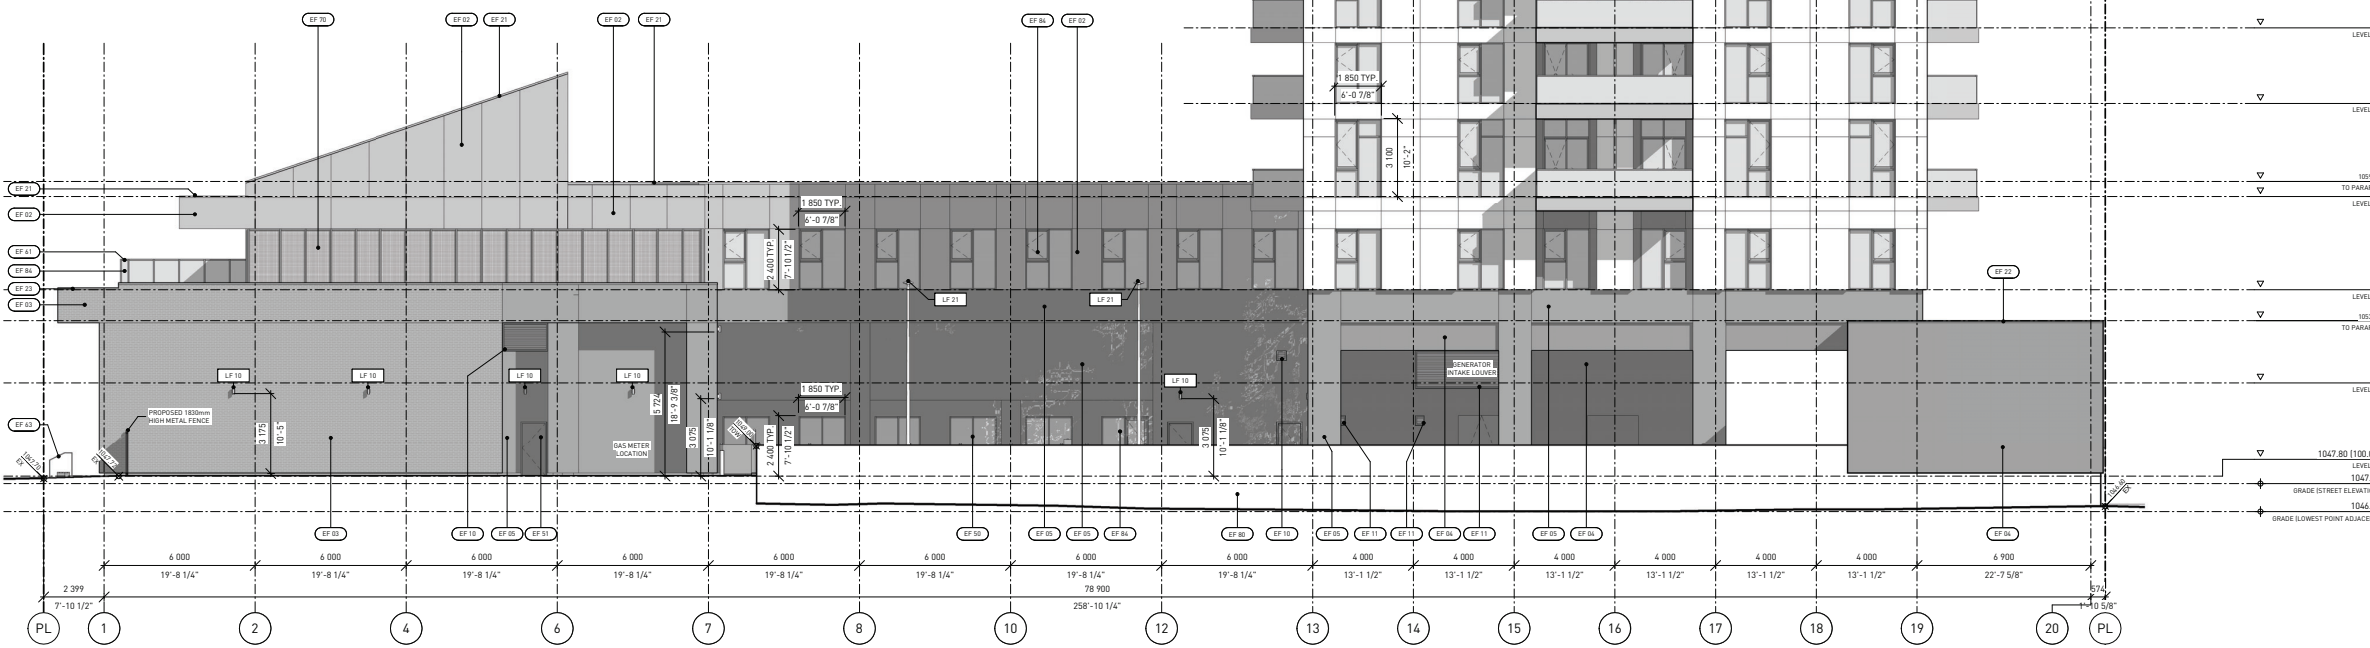 EF 70
EF 02
EF 21
EF 02
EF 21
EF 84
EF 02
LEVEL
1 850 TYP.
6'-0 7/8"
LEVEL
3 100
10'-2"
EF 21
EF 02
1 850 TYP.
6'-0 7/8"
TO PARAP
LEVEL
EF 61
EF 84
EF 23
EF 03
2 400 TYP.
7'-10 1/2"
LF 21
LF 21
EF 22
LEVEL
TO PARAP
LF 10
LF 10
LF 10
LF 10
LF 10
GENERATOR
INTAKE LOUVER
LEVEL
1 850 TYP.
6'-0 7/8"
PROPOSED 1830mm
HIGH METAL FENCE
EF 63
3 175
10'-5"
5 724
18'-9 3/8"
3 075
10'-1 1/8"
GAS METER
LOCATION
2 400 TYP.
7'-10 1/2"
3 075
10'-1 1/8"
1047.70
EX
EX
1047.80 (100.0
LEVEL
1047.
GRADE (STREET ELEVATIO
1046.
GRADE (LOWEST POINT ADJACE
EX
EF 03
EF 10
EF 05
EF 51
EF 50
EF 05
EF 05
EF 84
EF 80
EF 10
EF 05
EF 11
EF 11
EF 04
EF 11
EF 05
EF 04
EF 04
6 000
6 000
6 000
6 000
6 000
6 000
6 000
6 000
4 000
4 000
4 000
4 000
4 000
4 000
6 900
19'-8 1/4"
19'-8 1/4"
19'-8 1/4"
19'-8 1/4"
19'-8 1/4"
19'-8 1/4"
19'-8 1/4"
19'-8 1/4"
13'-1 1/2"
13'-1 1/2"
13'-1 1/2"
13'-1 1/2"
13'-1 1/2"
13'-1 1/2"
22'-7 5/8"
2 399
78 900
574
7'-10 1/2"
258'-10 1/4"
1'-10 5/8"
PL
1
2
4
6
7
8
10
12
13
14
15
16
17
18
19
20
PL